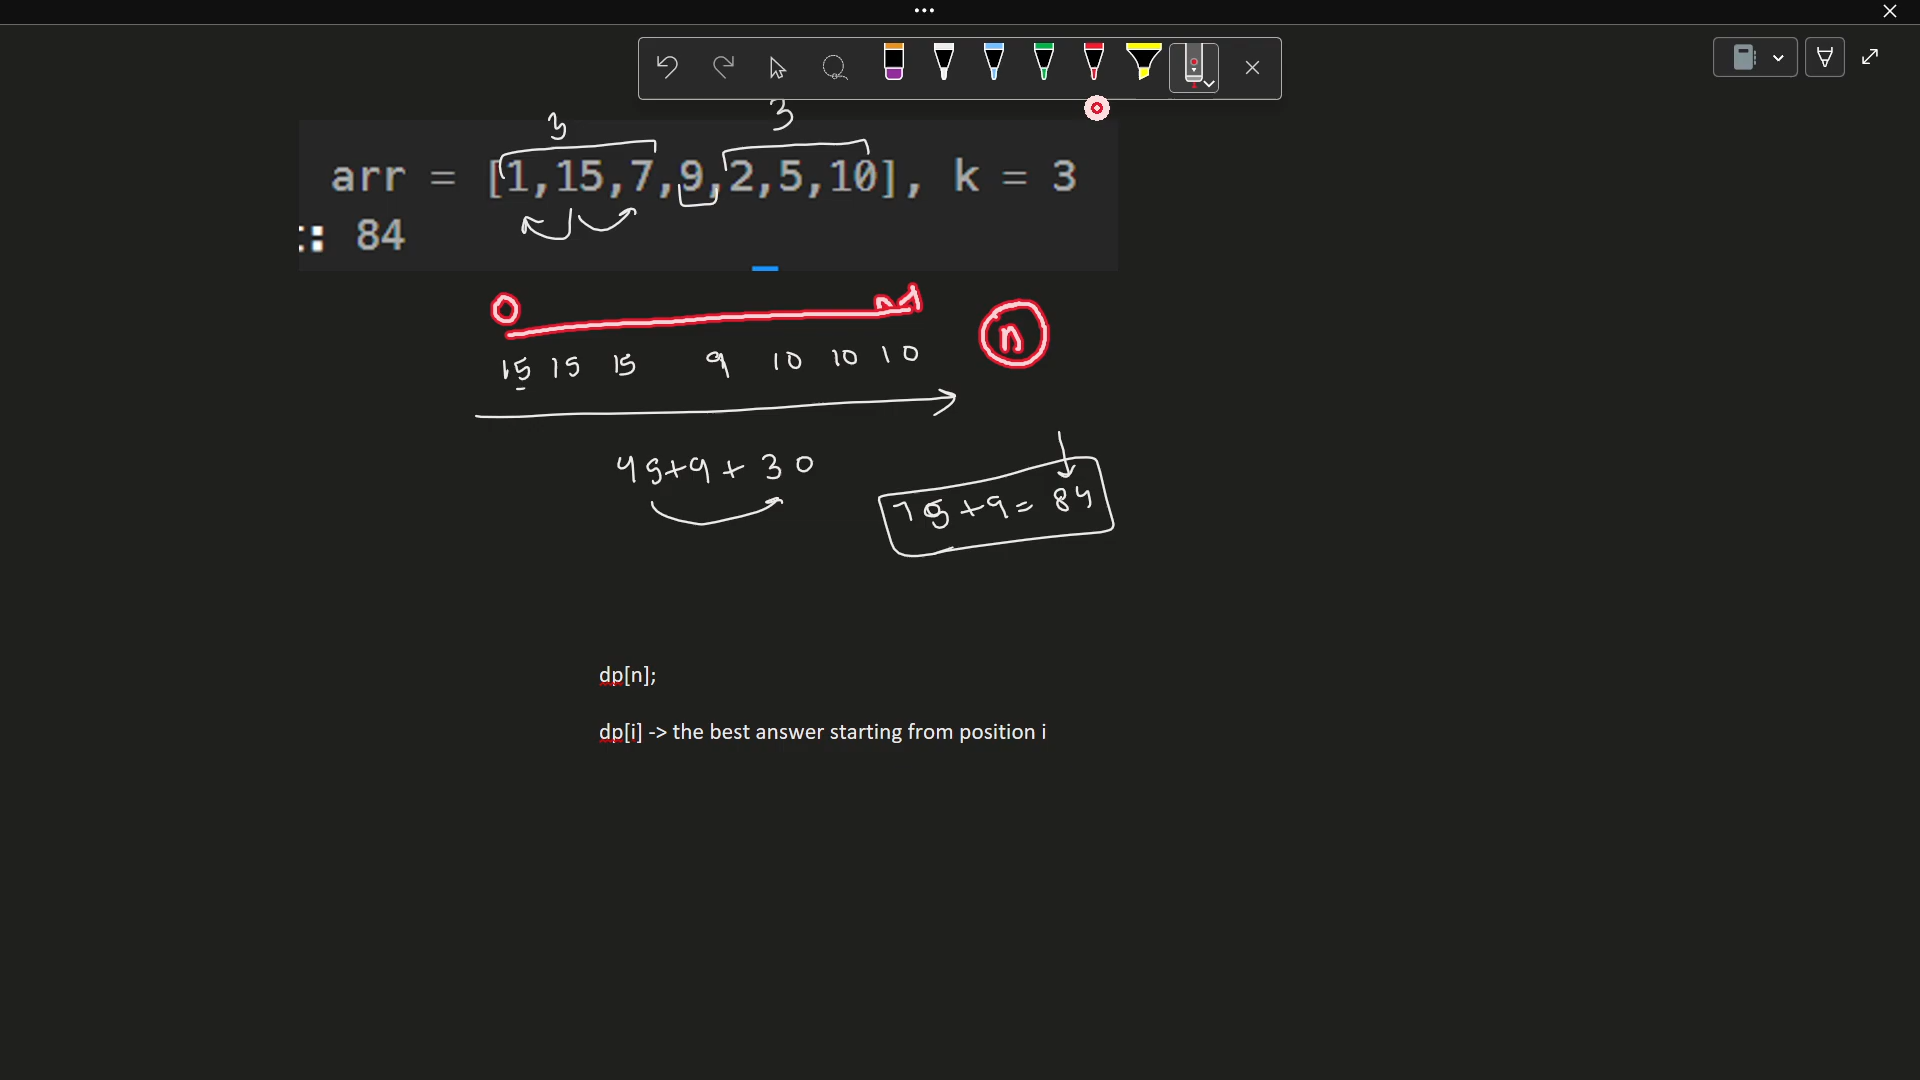 3 3
arr = [1,15,7,9,2,5,10], k = 3
: 84
0 n-1
n
15 15 15 9 10 10 10
45+9+30
75+9=84
dp[n];
dp[i] -> the best answer starting from position i